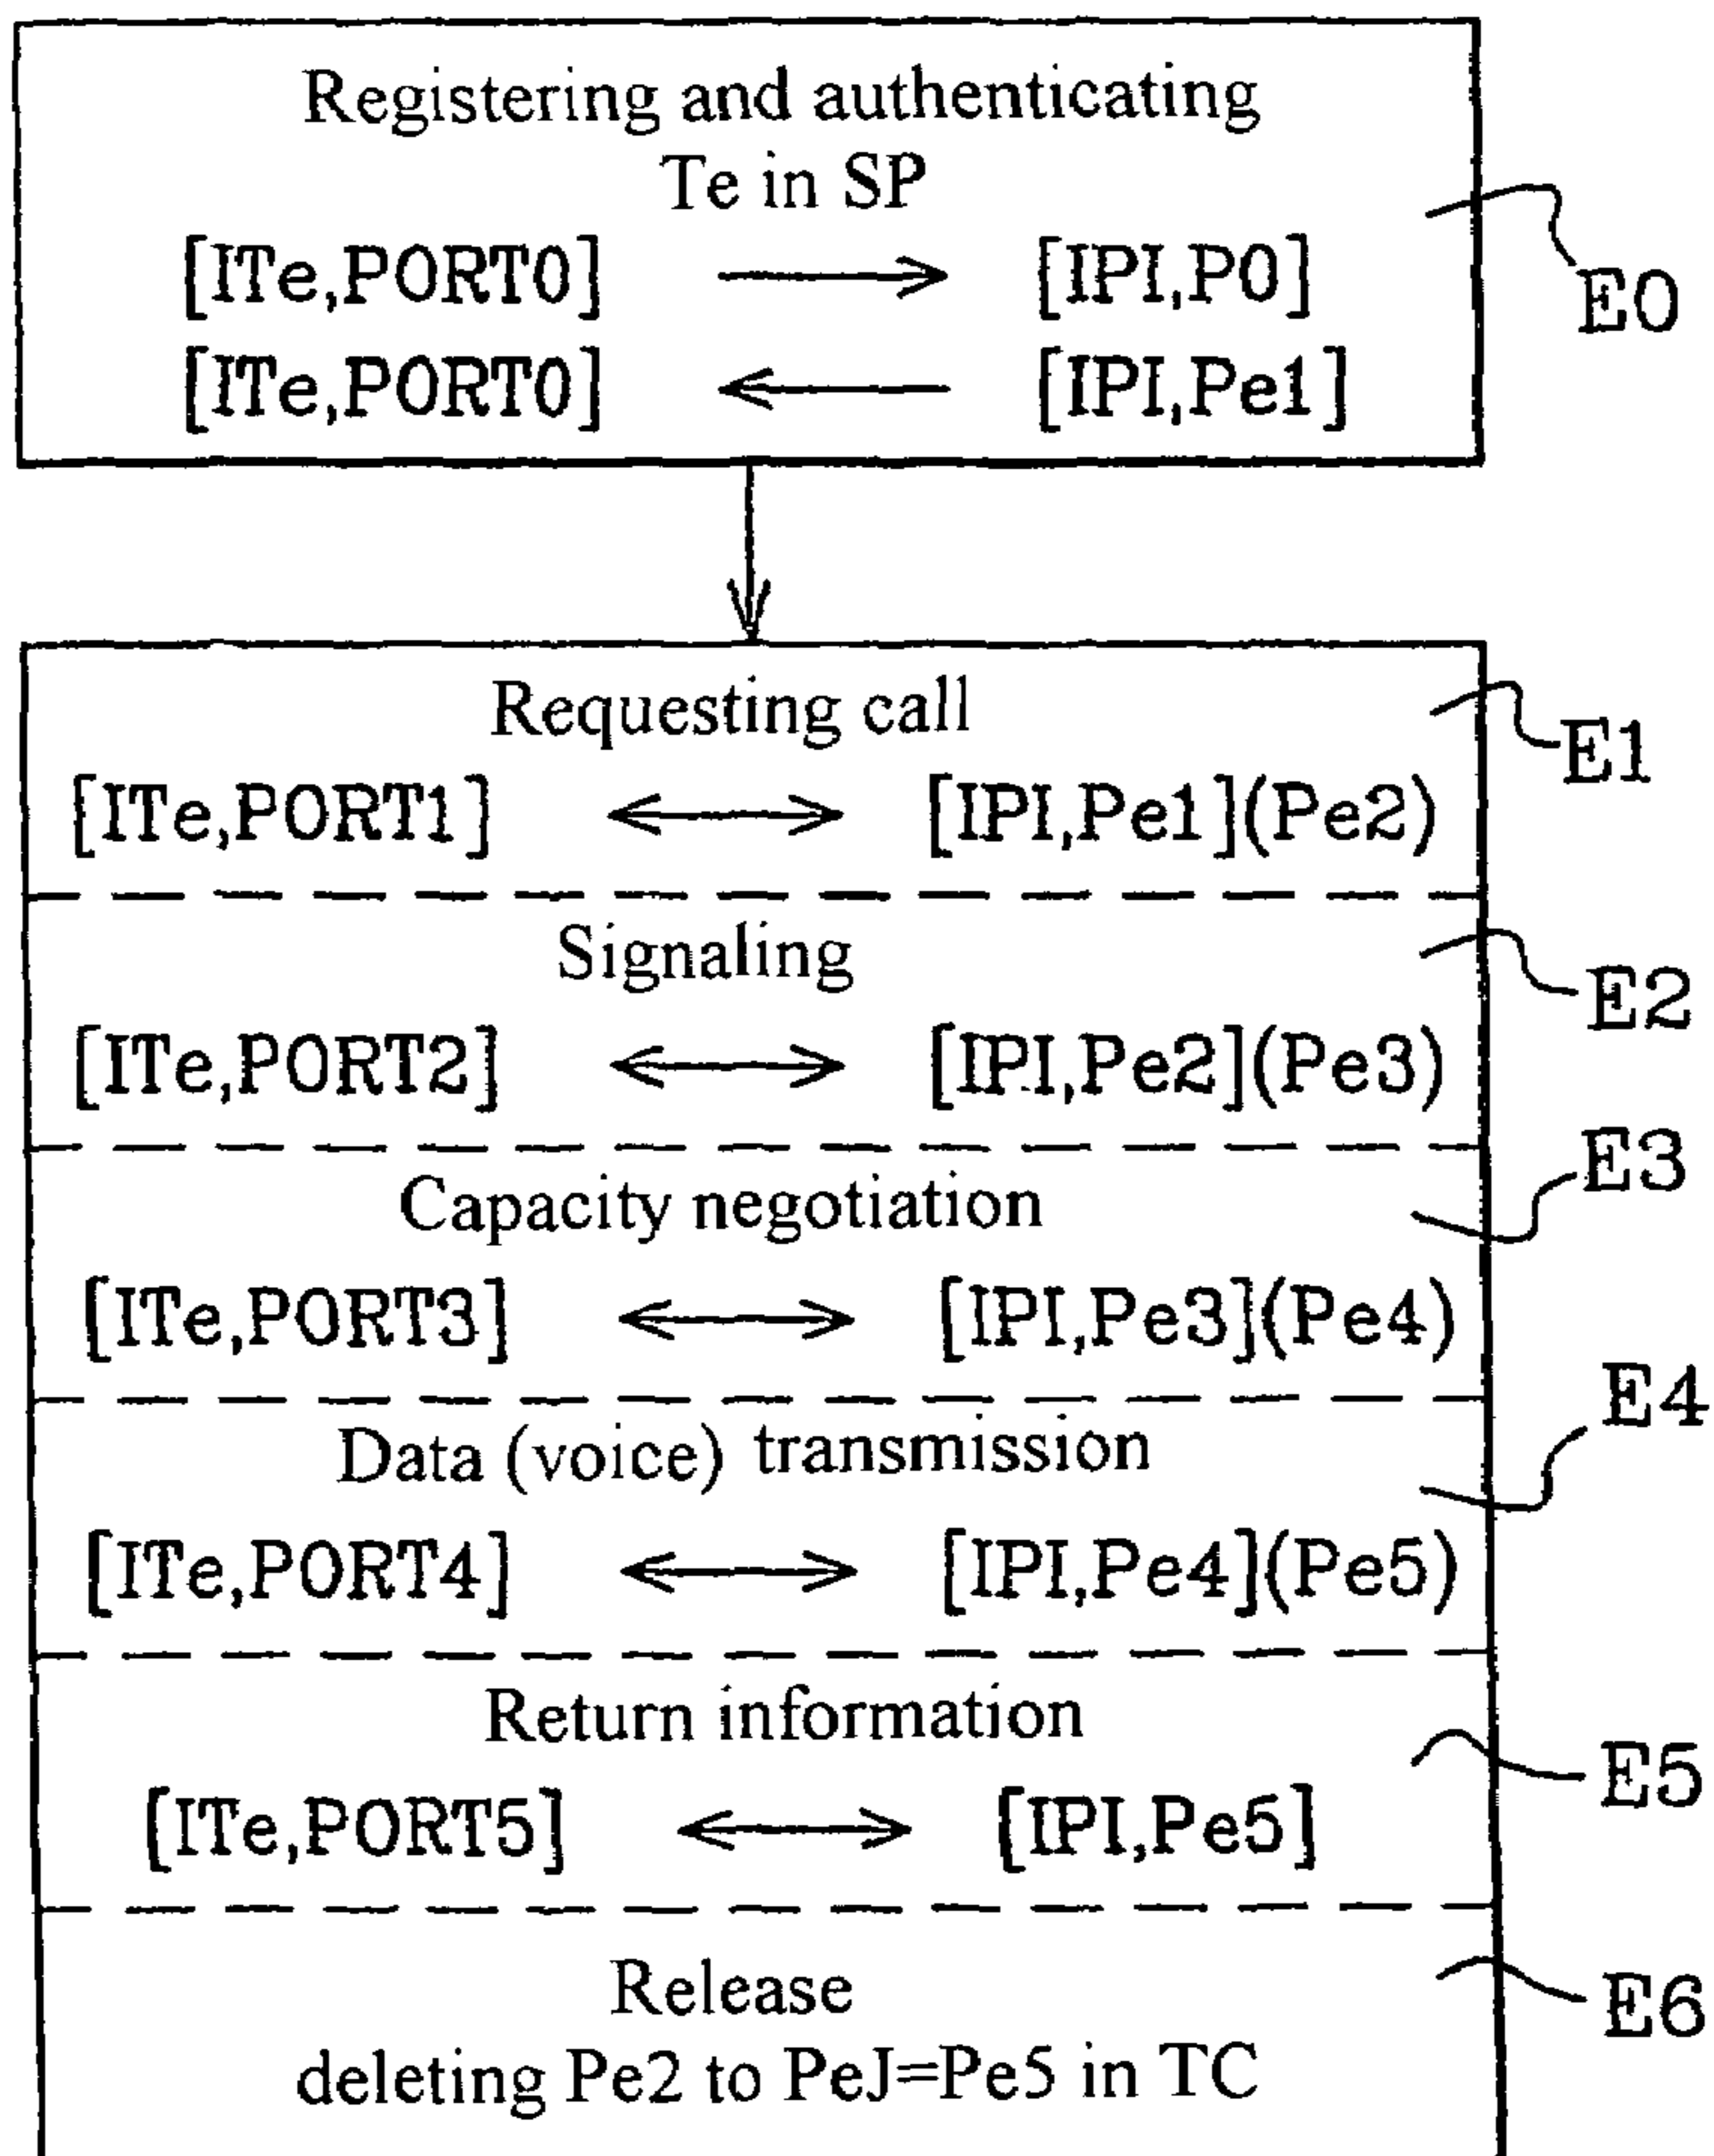 Registering and authenticating
Te in SP
[ITe,PORT0] → [IPI,P0]
E0
[ITe,PORT0] ← [IPI,Pe1]
Requesting call
E1
[ITe,PORT1] ↔ [IPI,Pe1](Pe2)
Signaling
E2
[ITe,PORT2] ↔ [IPI,Pe2](Pe3)
E3
Capacity negotiation
[ITe,PORT3] ↔ [IPI,Pe3](Pe4)
E4
Data (voice) transmission
[ITe,PORT4] ↔ [IPI,Pe4](Pe5)
Return information
E5
[ITe,PORT5] ↔ [IPI,Pe5]
Release
E6
deleting Pe2 to PeJ=Pe5 in TC